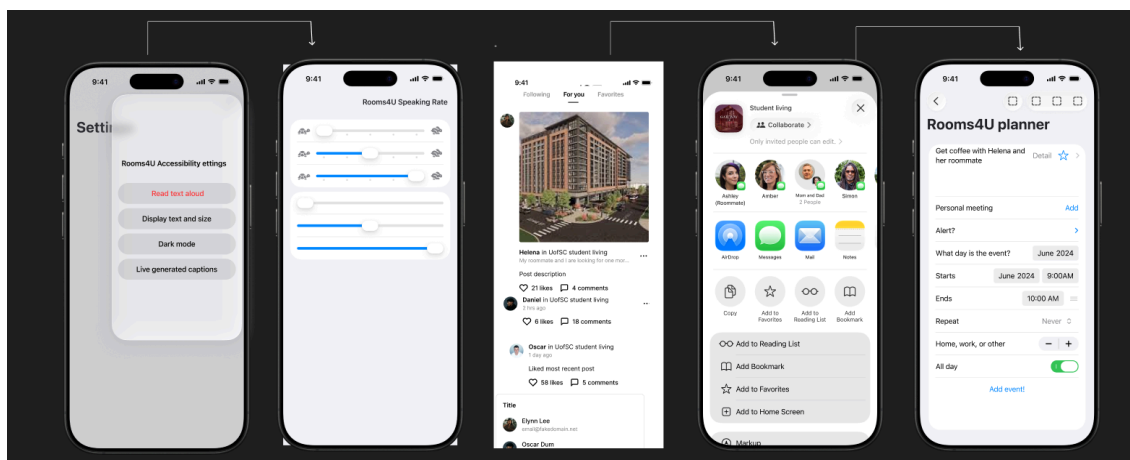 9:41
Settin
Rooms4U Accessibility ettings
Read text aloud
Display text and size
Dark mode
Live generated captions
9:41
Rooms4U Speaking Rate
9:41
Following For you Favorites
Helena in UofSC student living
My roommate and I are looking for one mor...
Post description
21 likes 4 comments
Daniel in UofSC student living
2 hrs ago
6 likes 18 comments
Oscar in UofSC student living
1 day ago
Liked most recent post
58 likes 5 comments
Title
Elynn Lee
email@fakedomain.net
Oscar Dum
9:41
Student living
Collaborate >
Only invited people can edit. >
Ashley
(Roommate)
Amber
Mom and Dad
2 People
Simon
AirDrop
Messages
Mail
Notes
Copy
Add to
Favorites
Add to
Reading List
Add
Bookmark
Add to Reading List
Add Bookmark
Add to Favorites
Add to Home Screen
Markup
9:41
Rooms4U planner
Get coffee with Helena and
her roommate
Detail
Personal meeting Add
Alert?
What day is the event? June 2024
Starts June 2024 9:00AM
Ends 10:00 AM
Repeat Never
Home, work, or other
All day
Add event!